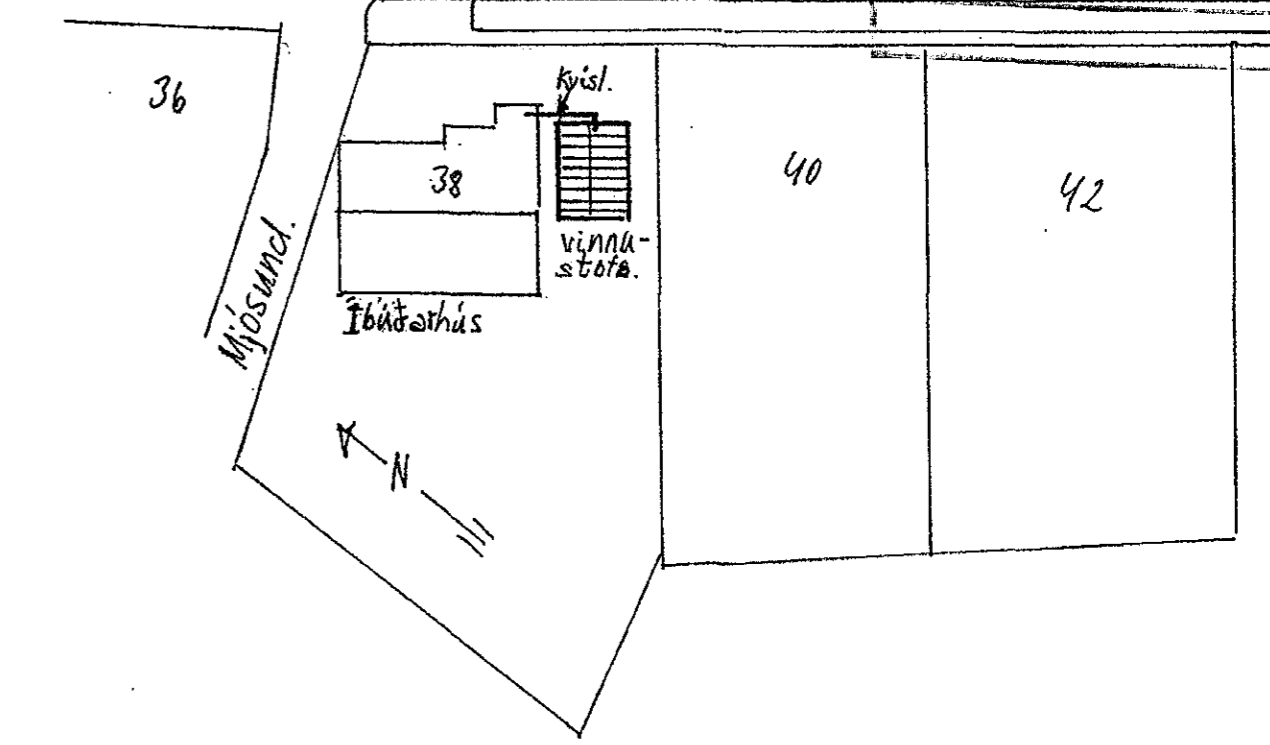 36
Kvisl.
38
40
42
vinnu-
stofa.
Íbúðarhús
Mjósund.
N